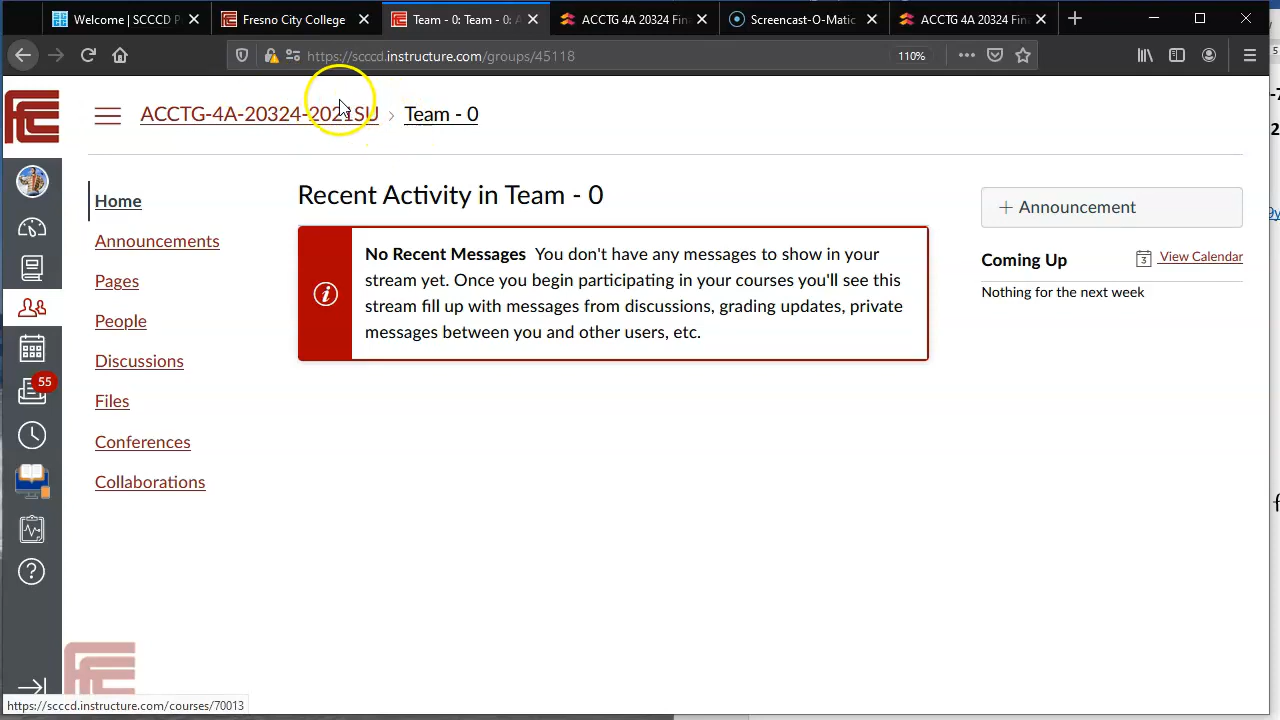 Welcome | SCCCD P
Fresno City College
Team - 0: Team - 0: A
ACCTG 4A 20324 Fin
Screencast-O-Matic
ACCTG 4A 20324 Fin
https://scccd.instructure.com/groups/45118
110%
ACCTG-4A-20324-2021SU
Team - 0
Home
Announcements
Pages
People
Discussions
Files
Conferences
Collaborations
55
Recent Activity in Team - 0
No Recent Messages You don't have any messages to show in your
stream yet. Once you begin participating in your courses you'll see this
stream fill up with messages from discussions, grading updates, private
messages between you and other users, etc.
+ Announcement
Coming Up
3
View Calendar
Nothing for the next week
https://scccd.instructure.com/courses/70013